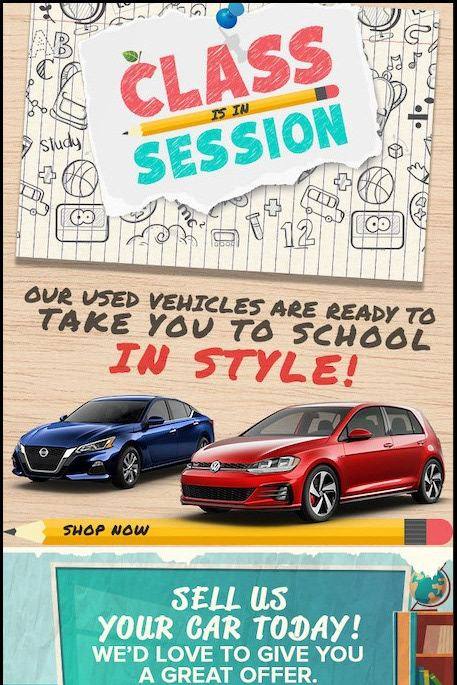 CLASS
IS IN
SESSION
Study
12
OUR USED VEHICLES ARE READY TO
TAKE YOU TO SCHOOL
IN STYLE!
SHOP NOW
SELL US
YOUR CAR TODAY!
WE'D LOVE TO GIVE YOU
A GREAT OFFER.